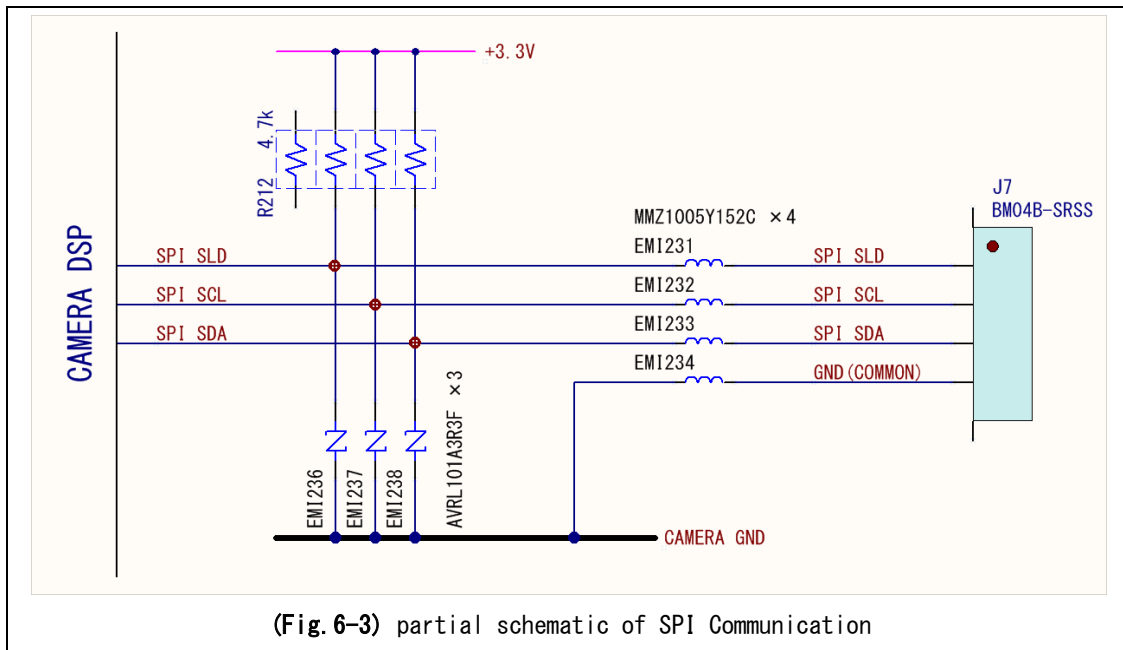 +3.3V
R212 4.7k
J7
BM04B-SRSS
MMZ1005Y152C ×4
CAMERA DSP
SPI SLD
EMI231
SPI SLD
SPI SCL
EMI232
SPI SCL
SPI SDA
EMI233
SPI SDA
EMI234
GND(COMMON)
EMI236
EMI237
EMI238
AVRL101A3R3F ×3
CAMERA GND
(Fig.6-3) partial schematic of SPI Communication